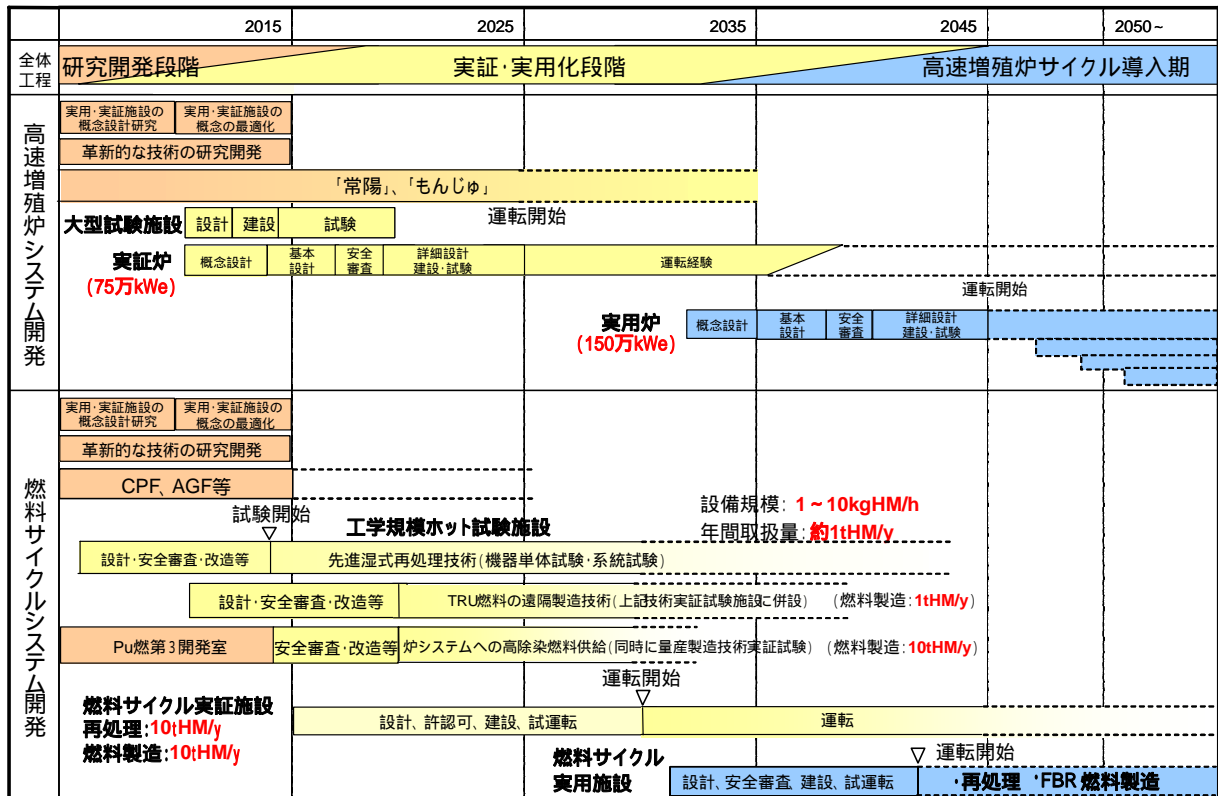 2015 2025 2035 2045 2050~
全体
工程
研究開発段階 実証･実用化段階 高速増殖炉サイクル導入期
高速増殖炉システム開発
実用･実証施設の
概念設計研究
実用･実証施設の
概念の最適化
革新的な技術の研究開発
「常陽」、「もんじゅ」
大型試験施設 設計 建設 試験
運転開始
実証炉
(75万kWe)
概念設計
基本
設計
安全
審査
詳細設計
建設･試験
運転経験
運転開始
実用炉
(150万kWe)
概念設計
基本
設計
安全
審査
詳細設計
建設･試験
燃料サイクルシステム開発
実用･実証施設の
概念設計研究
実用･実証施設の
概念の最適化
革新的な技術の研究開発
CPF、AGF等
試験開始
工学規模ホット試験施設
設備規模: 1~10kgHM/h
年間取扱量: 約1tHM/y
設計･安全審査･改造等 先進湿式再処理技術(機器単体試験･系統試験)
設計･安全審査･改造等 TRU燃料の遠隔製造技術(上記技術実証試験施設に併設) (燃料製造:1tHM/y)
Pu燃第3開発室 安全審査･改造等 炉システムへの高除染燃料供給(同時に量産製造技術実証試験) (燃料製造:10tHM/y)
運転開始
燃料サイクル実証施設
再処理:10tHM/y
燃料製造:10tHM/y
設計、許認可、建設、試運転 運転
運転開始
燃料サイクル
実用施設
設計、安全審査、建設、試運転 ･再処理 ･FBR燃料製造